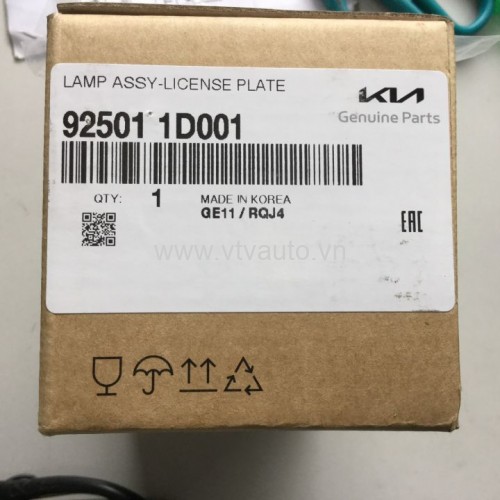 LAMP ASSY-LICENSE PLATE
KIA
Genuine Parts
92501 1D001
QTY: 1 MADE IN KOREA
GE11 / RQJ4
EAC
www.vtvauto.vn